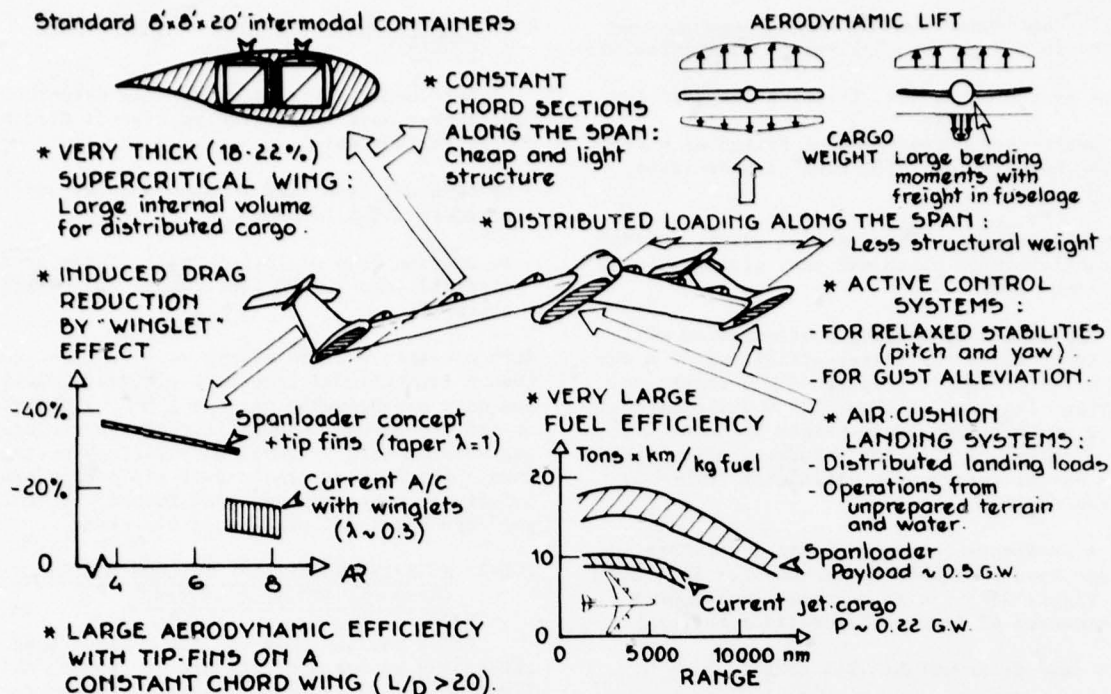 Standard 8'x8'x20' intermodal CONTAINERS
* VERY THICK (18-22%)
SUPERCRITICAL WING :
Large internal volume
for distributed cargo.
* CONSTANT
CHORD SECTIONS
ALONG THE SPAN :
Cheap and light
structure
AERODYNAMIC LIFT
CARGO
WEIGHT
Large bending
moments with
freight in fuselage
* DISTRIBUTED LOADING ALONG THE SPAN :
Less structural weight
* INDUCED DRAG
REDUCTION
BY "WINGLET"
EFFECT
* ACTIVE CONTROL
SYSTEMS :
- FOR RELAXED STABILITIES
(pitch and yaw)
- FOR GUST ALLEVIATION
* AIR-CUSHION
LANDING SYSTEMS :
- Distributed landing loads
- Operations from
unprepared terrain
and water.
-40%
-20%
0
4
6
8
AR
Spanloader concept
+ tip fins (taper λ=1)
Current A/C
with winglets
(λ ~ 0.3)
* VERY LARGE
FUEL EFFICIENCY
Tons x km/kg fuel
20
10
0
0
5000
10000 nm
RANGE
Spanloader
Payload ~ 0.5 G.W.
Current jet-cargo
P ~ 0.22 G.W.
* LARGE AERODYNAMIC EFFICIENCY
WITH TIP-FINS ON A
CONSTANT CHORD WING (L/D >20).